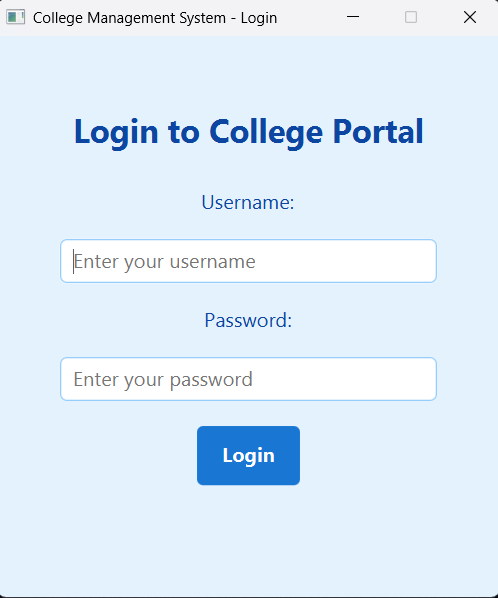 College Management System - Login
Login to College Portal
Username:
Enter your username
Password:
Enter your password
Login